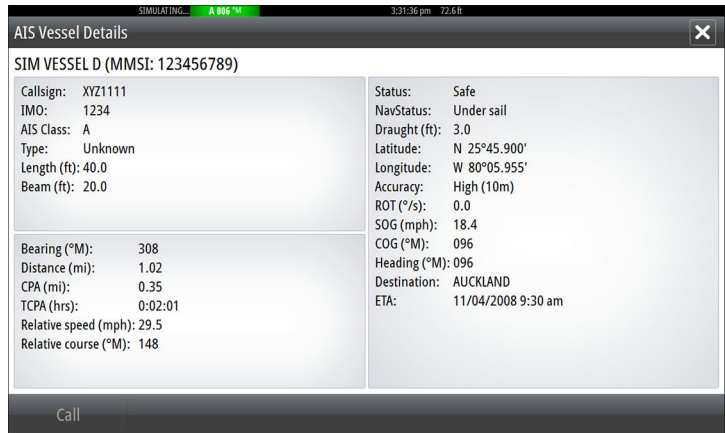 SIMULATING... A 006 °M 3:31:36 pm 72.6 ft
AIS Vessel Details
SIM VESSEL D (MMSI: 123456789)
Callsign: XYZ1111
IMO: 1234
AIS Class: A
Type: Unknown
Length (ft): 40.0
Beam (ft): 20.0
Bearing (°M): 308
Distance (mi): 1.02
CPA (mi): 0.35
TCPA (hrs): 0:02:01
Relative speed (mph): 29.5
Relative course (°M): 148
Status: Safe
NavStatus: Under sail
Draught (ft): 3.0
Latitude: N 25°45.900'
Longitude: W 80°05.955'
Accuracy: High (10m)
ROT (°/s): 0.0
SOG (mph): 18.4
COG (°M): 096
Heading (°M): 096
Destination: AUCKLAND
ETA: 11/04/2008 9:30 am
Call